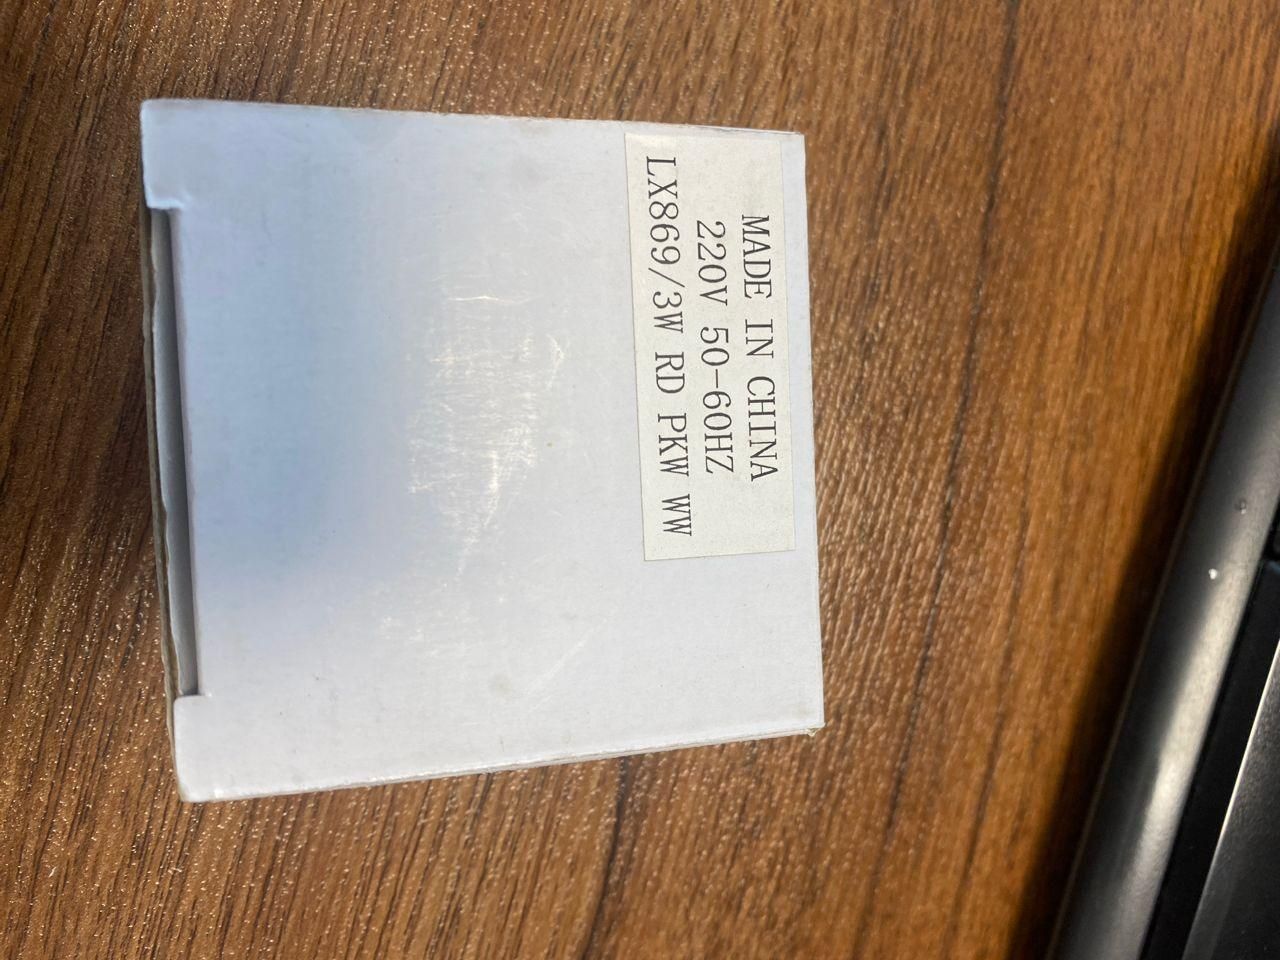 MADE IN CHINA
220V 50-60HZ
LX869/3W RD PKW WW